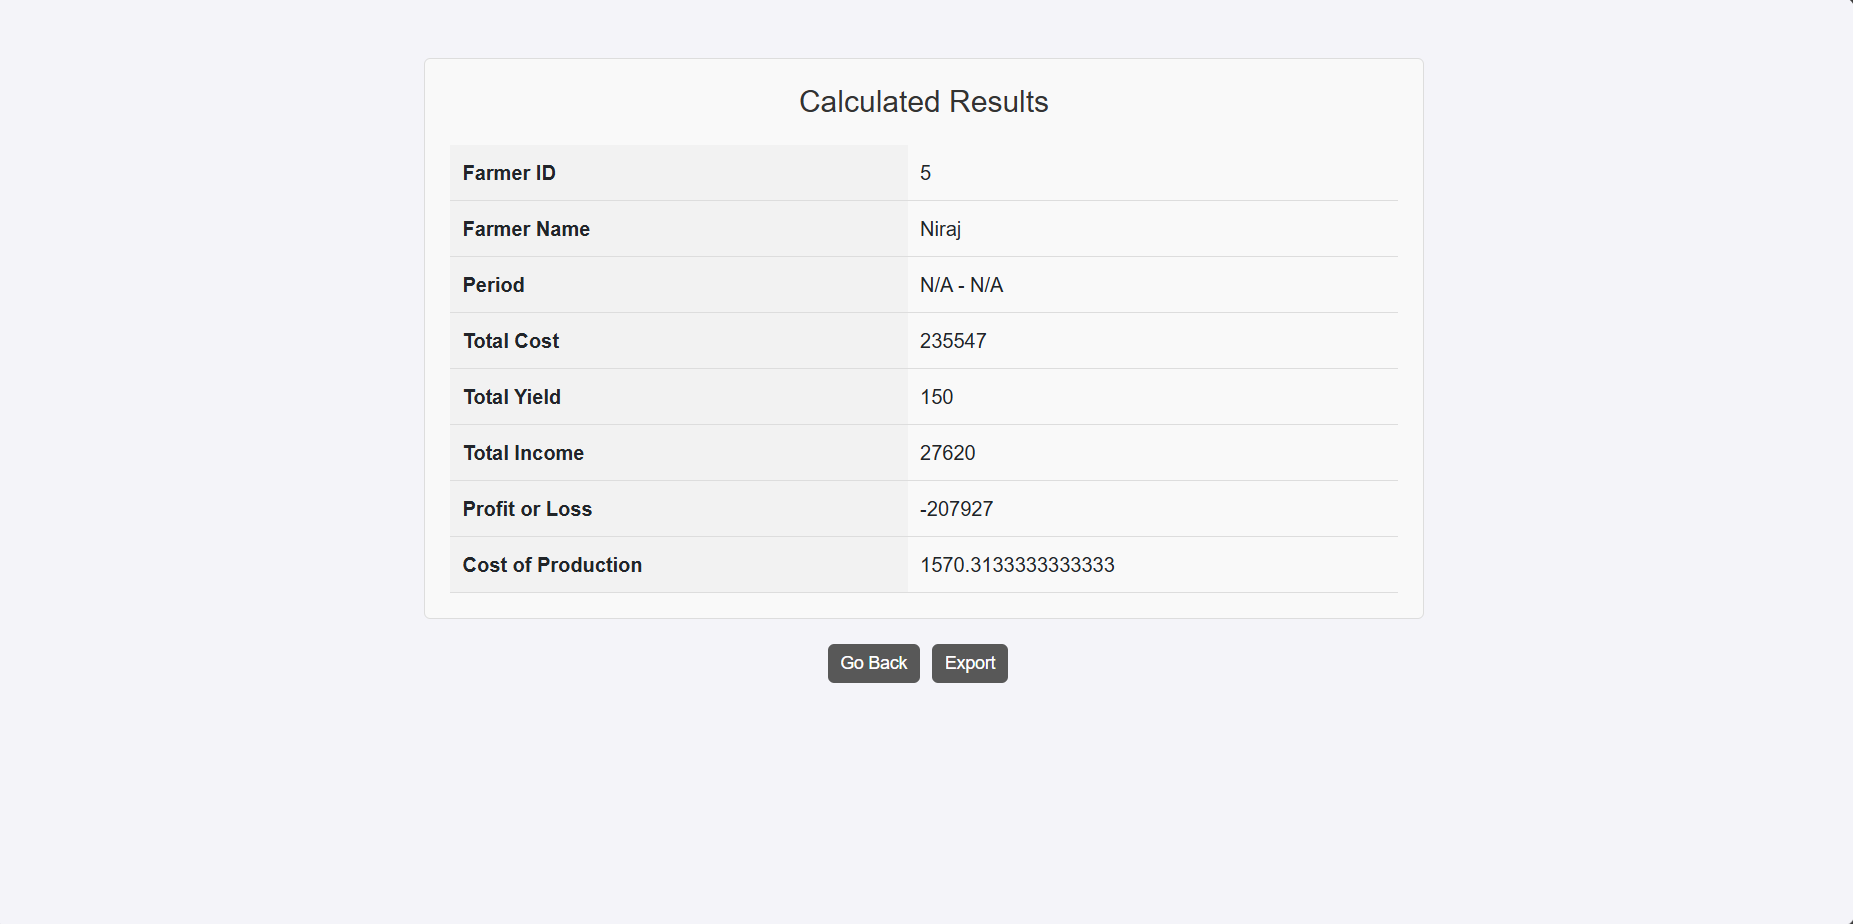 Calculated Results
Farmer ID 5
Farmer Name Niraj
Period N/A - N/A
Total Cost 235547
Total Yield 150
Total Income 27620
Profit or Loss -207927
Cost of Production 1570.3133333333333
Go Back Export